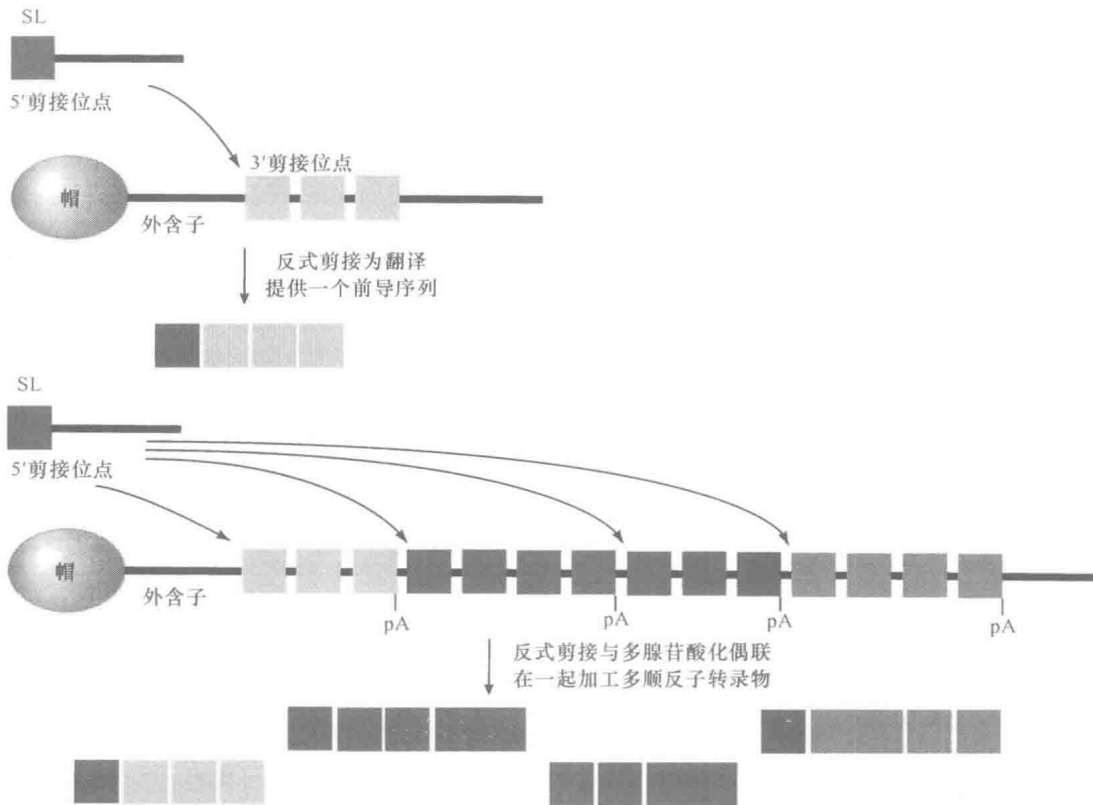 SL
5′剪接位点
3′剪接位点
帽
外含子
反式剪接为翻译
提供一个前导序列
SL
5′剪接位点
帽
外含子
pA
pA
pA
pA
反式剪接与多腺苷酸化偶联
在一起加工多顺反子转录物